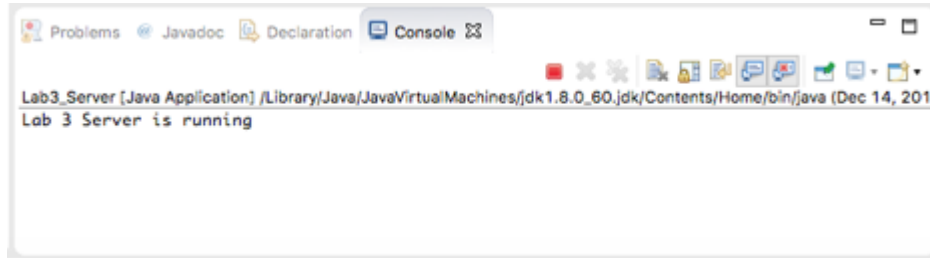 Problems Javadoc Declaration Console
Lab3_Server [Java Application] /Library/Java/JavaVirtualMachines/jdk1.8.0_60.jdk/Contents/Home/bin/java (Dec 14, 201
Lab 3 Server is running